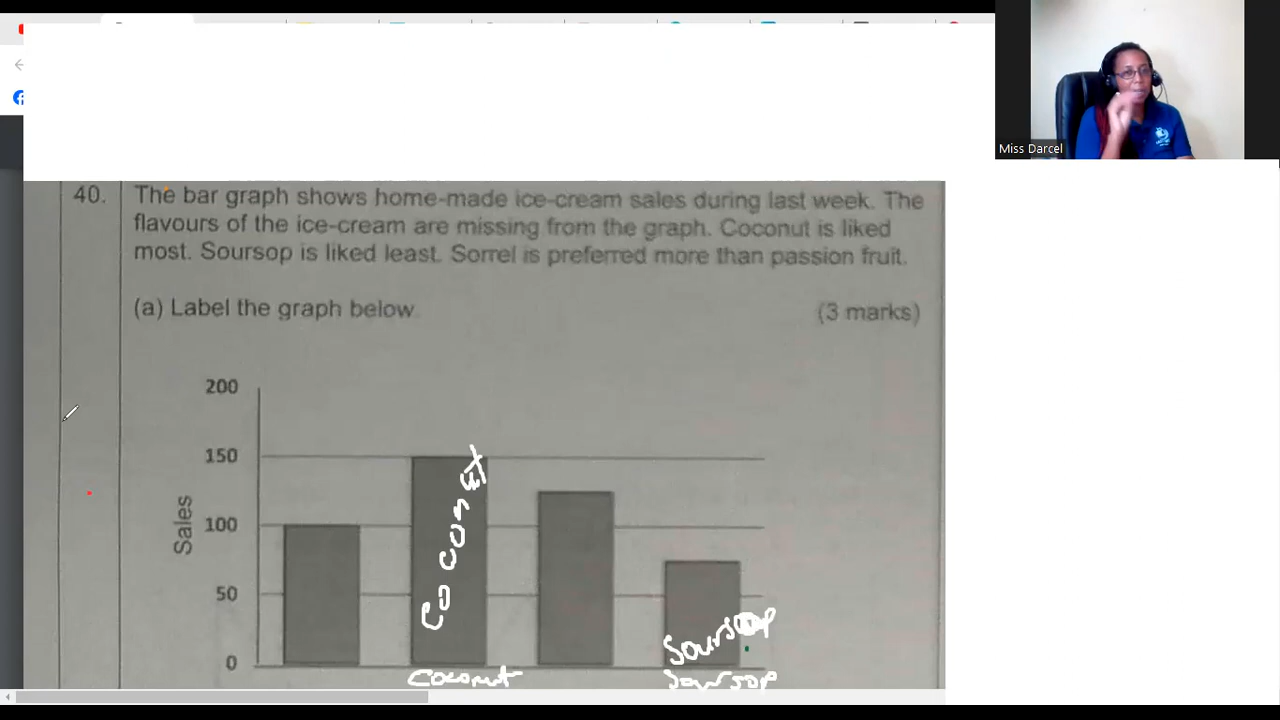 Miss Darcel
40. The bar graph shows home-made ice-cream sales during last week. The
flavours of the ice-cream are missing from the graph. Coconut is liked
most. Soursop is liked least. Sorrel is preferred more than passion fruit.
(a) Label the graph below. (3 marks)
200
150
100
50
0
Sales
Coconut
Soursop
Coconut
Soursop